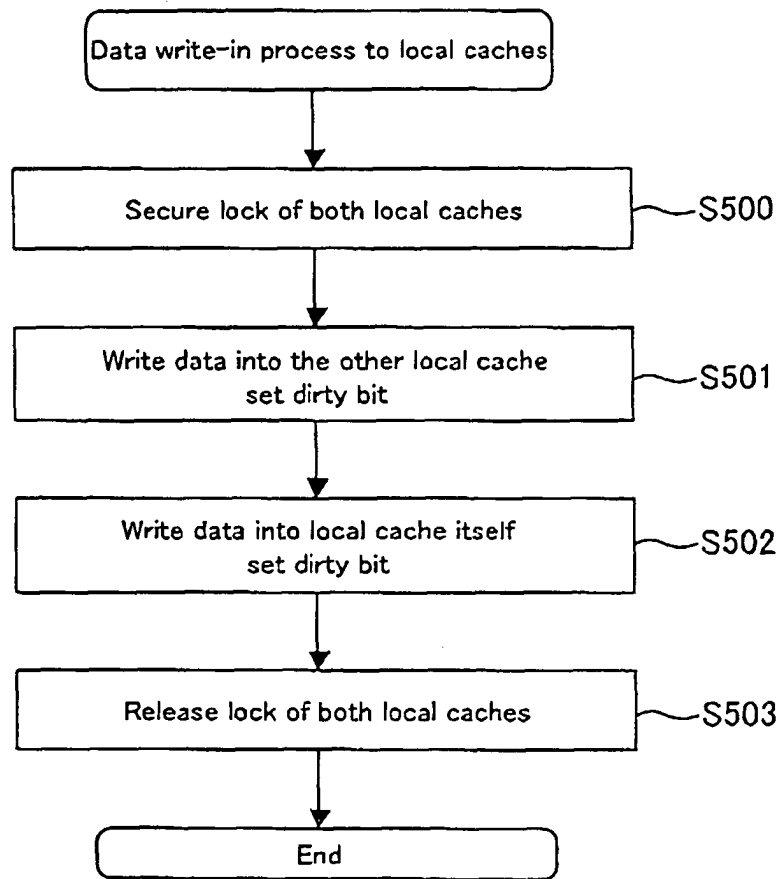 Data write-in process to local caches
Secure lock of both local caches
S500
Write data into the other local cache
set dirty bit
S501
Write data into local cache itself
set dirty bit
S502
Release lock of both local caches
S503
End